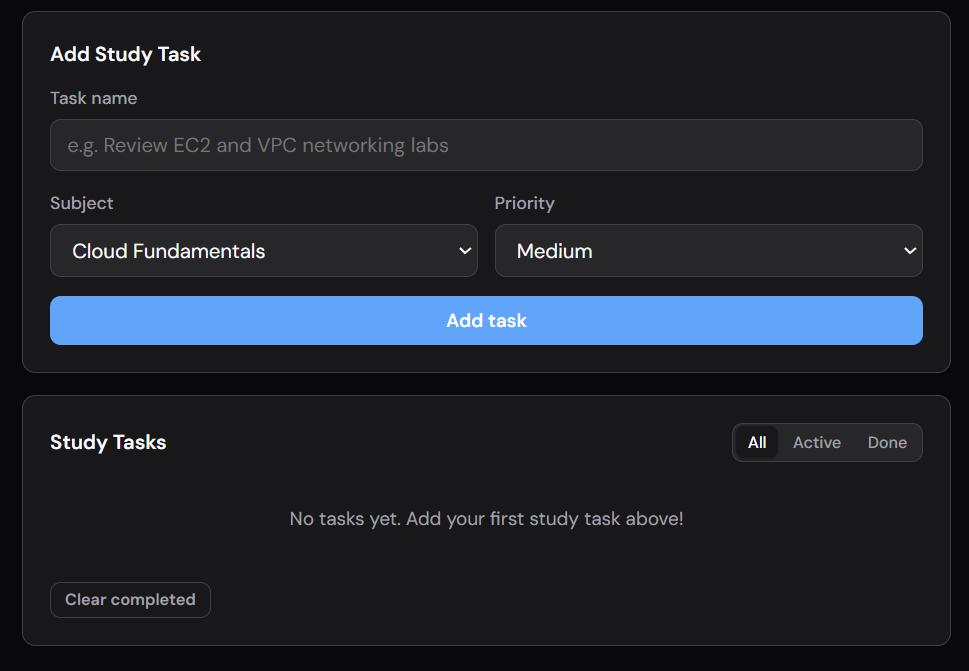 Add Study Task
Task name
e.g. Review EC2 and VPC networking labs
Subject
Priority
Cloud Fundamentals
Medium
Add task
Study Tasks
All
Active
Done
No tasks yet. Add your first study task above!
Clear completed